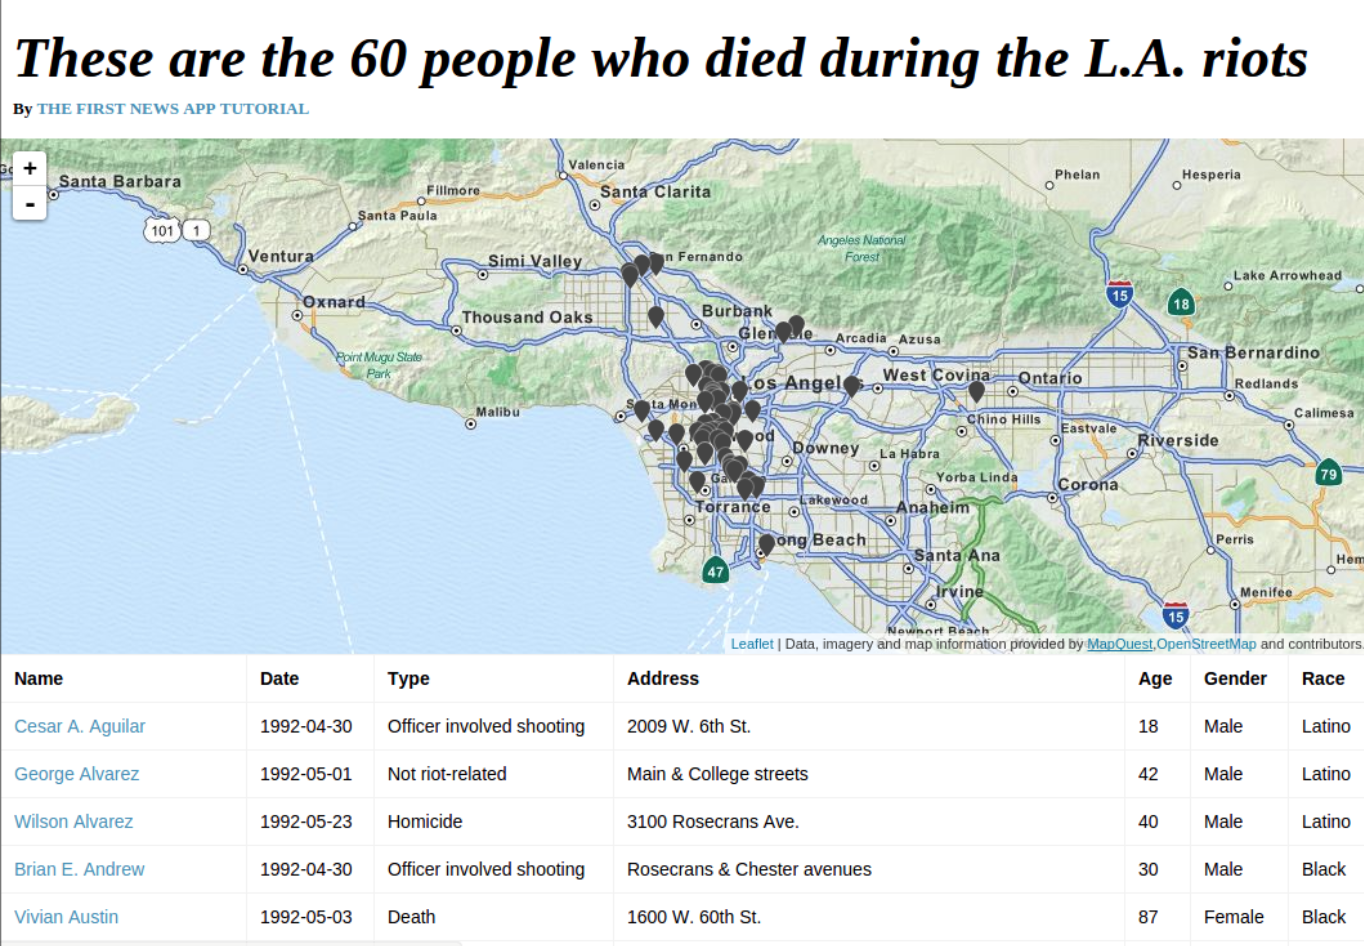 These are the 60 people who died during the L.A. riots
By THE FIRST NEWS APP TUTORIAL
+
-
Santa Barbara
101
1
Ventura
Oxnard
Fillmore
Santa Paula
Valencia
Santa Clarita
Simi Valley
Thousand Oaks
Point Mugu State
Park
Malibu
n Fernando
Burbank
Angeles National
Forest
Phelan
Hesperia
15
18
Lake Arrowhead
Arcadia
Azusa
San Bernardino
os Angel
West Covina
Ontario
Redlands
Chino Hills
Eastvale
Calimesa
Riverside
Downey
La Habra
Yorba Linda
Corona
79
Torrance
Lakewood
Anaheim
ong Beach
Santa Ana
Perris
Hem
47
Irvine
Menifee
15
Newport Beach
Leaflet | Data, imagery and map information provided by MapQuest,OpenStreetMap and contributors.
Name Date Type Address Age Gender Race
Cesar A. Aguilar 1992-04-30 Officer involved shooting 2009 W. 6th St. 18 Male Latino
George Alvarez 1992-05-01 Not riot-related Main & College streets 42 Male Latino
Wilson Alvarez 1992-05-23 Homicide 3100 Rosecrans Ave. 40 Male Latino
Brian E. Andrew 1992-04-30 Officer involved shooting Rosecrans & Chester avenues 30 Male Black
Vivian Austin 1992-05-03 Death 1600 W. 60th St. 87 Female Black